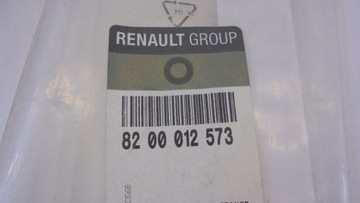 RENAULT GROUP
82 00 012 573